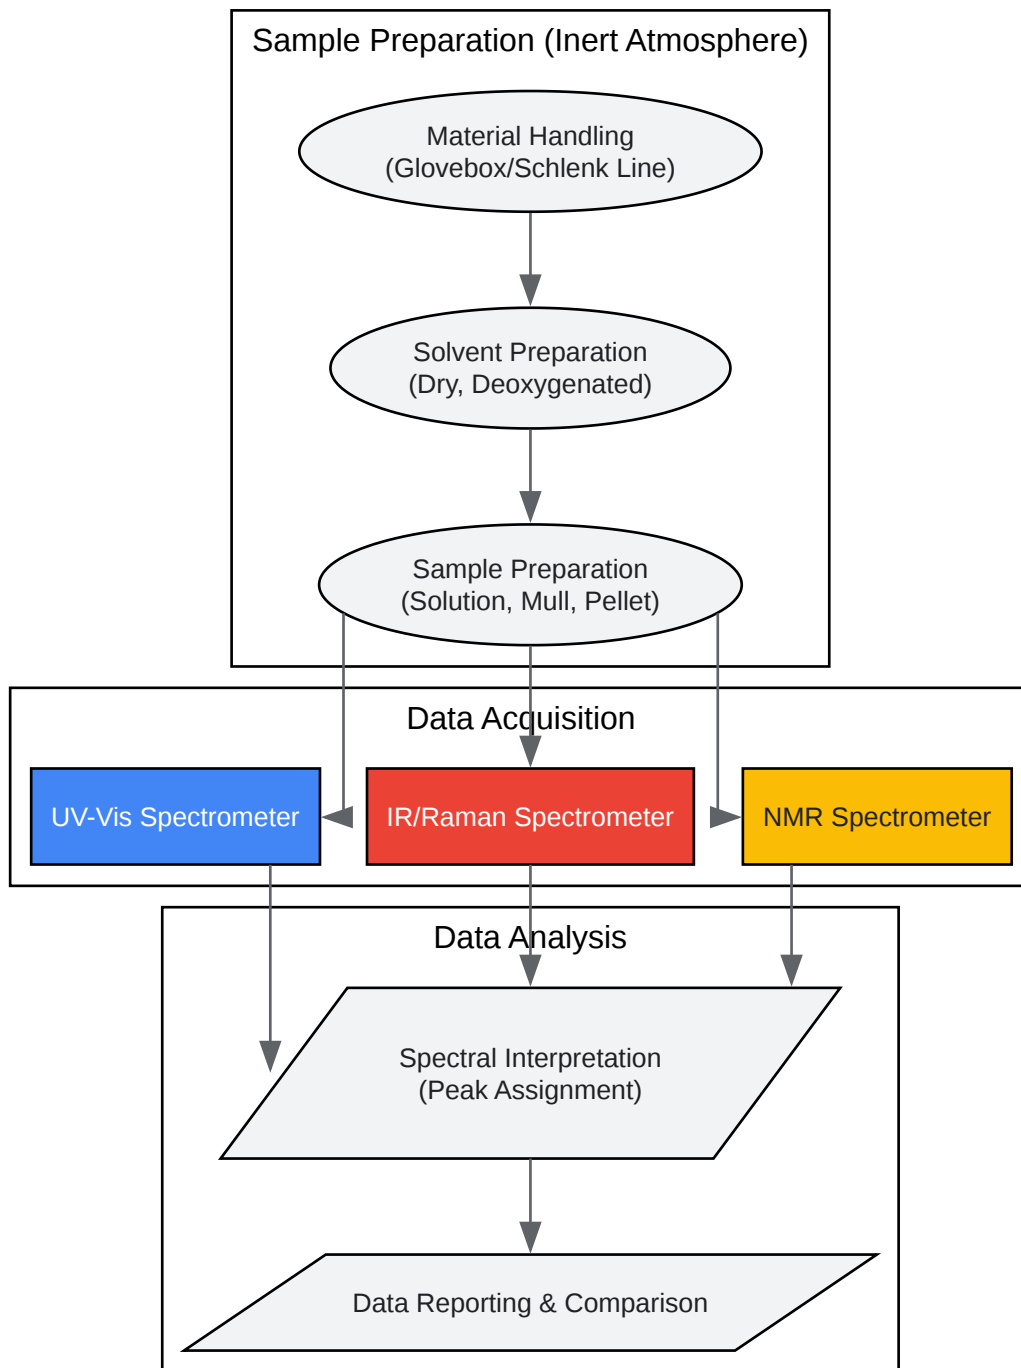 Sample Preparation (Inert Atmosphere)
Material Handling
(Glovebox/Schlenk Line)
Solvent Preparation
(Dry, Deoxygenated)
Sample Preparation
(Solution, Mull, Pellet)
Data Acquisition
UV-Vis Spectrometer
IR/Raman Spectrometer
NMR Spectrometer
Data Analysis
Spectral Interpretation
(Peak Assignment)
Data Reporting & Comparison